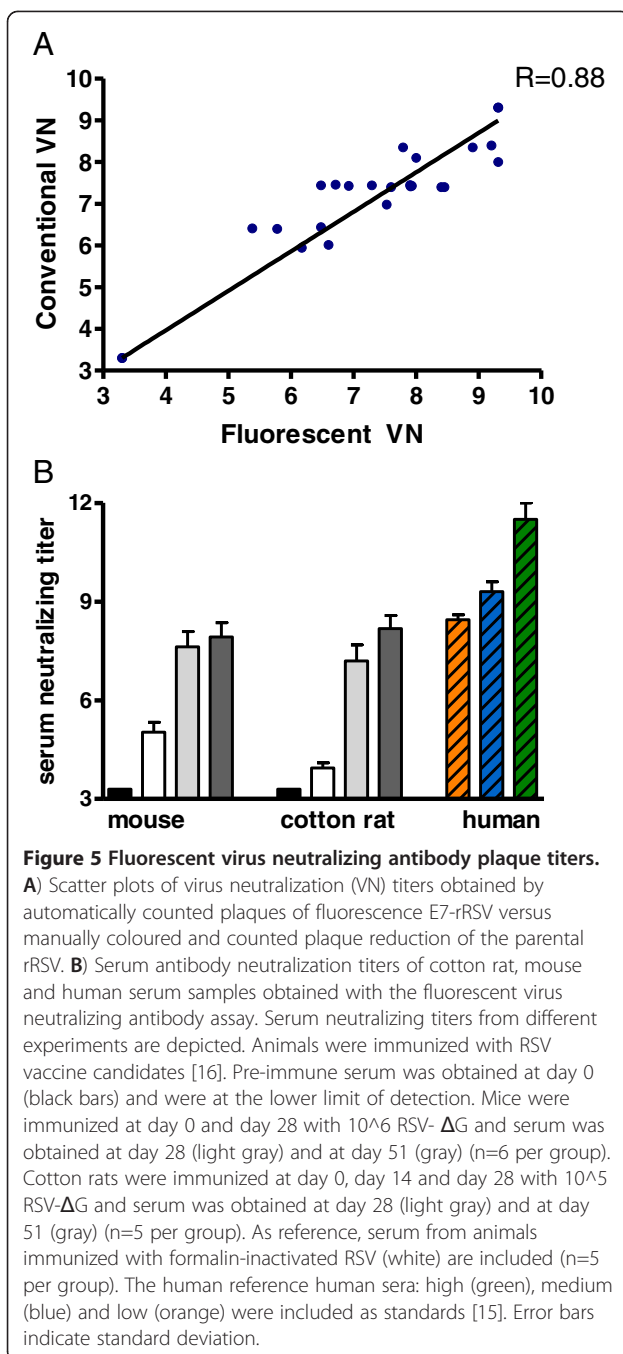 A
R=0.88
10
9
8
7
6
5
4
3
Conventional VN
3 4 5 6 7 8 9 10
Fluorescent VN
B
12
9
6
3
serum neutralizing titer
mouse cotton rat human
Figure 5 Fluorescent virus neutralizing antibody plaque titers.
A) Scatter plots of virus neutralization (VN) titers obtained by
automatically counted plaques of fluorescence E7-rRSV versus
manually coloured and counted plaque reduction of the parental
rRSV. B) Serum antibody neutralization titers of cotton rat, mouse
and human serum samples obtained with the fluorescent virus
neutralizing antibody assay. Serum neutralizing titers from different
experiments are depicted. Animals were immunized with RSV
vaccine candidates [16]. Pre-immune serum was obtained at day 0
(black bars) and were at the lower limit of detection. Mice were
immunized at day 0 and day 28 with 10^6 RSV- ΔG and serum was
obtained at day 28 (light gray) and at day 51 (gray) (n=6 per group).
Cotton rats were immunized at day 0, day 14 and day 28 with 10^5
RSV-ΔG and serum was obtained at day 28 (light gray) and at day
51 (gray) (n=5 per group). As reference, serum from animals
immunized with formalin-inactivated RSV (white) are included (n=5
per group). The human reference human sera: high (green), medium
(blue) and low (orange) were included as standards [15]. Error bars
indicate standard deviation.